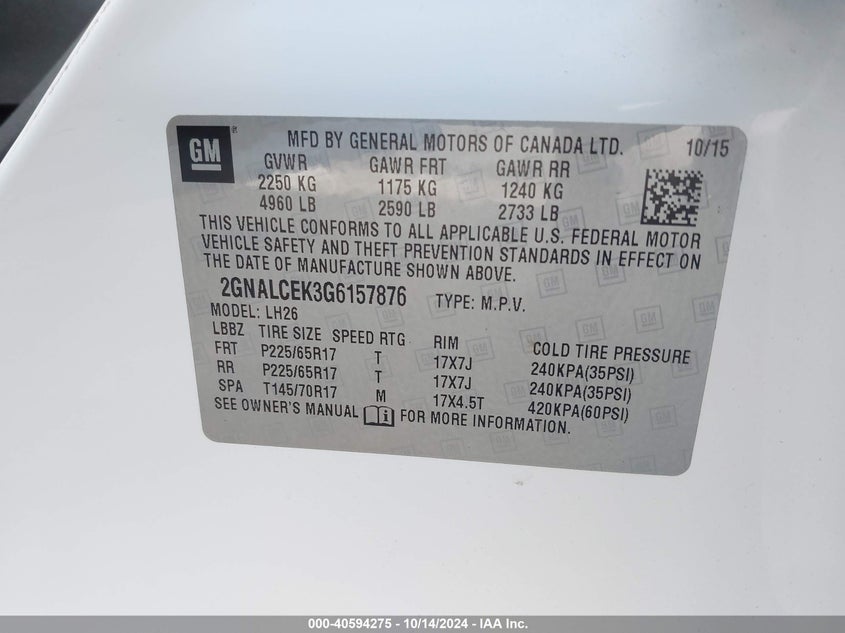 GM
MFD BY GENERAL MOTORS OF CANADA LTD. 10/15
GVWR GAWR FRT GAWR RR
2250 KG 1175 KG 1240 KG
4960 LB 2590 LB 2733 LB
THIS VEHICLE CONFORMS TO ALL APPLICABLE U.S. FEDERAL MOTOR
VEHICLE SAFETY AND THEFT PREVENTION STANDARDS IN EFFECT ON
THE DATE OF MANUFACTURE SHOWN ABOVE.
2GNALCEK3G6157876 TYPE: M.P.V.
MODEL: LH26
LBBZ TIRE SIZE SPEED RTG RIM COLD TIRE PRESSURE
FRT P225/65R17 T 17X7J 240KPA(35PSI)
RR P225/65R17 T 17X7J 240KPA(35PSI)
SPA T145/70R17 M 17X4.5T 420KPA(60PSI)
SEE OWNER'S MANUAL FOR MORE INFORMATION.
000-40594275 - 10/14/2024 - IAA Inc.